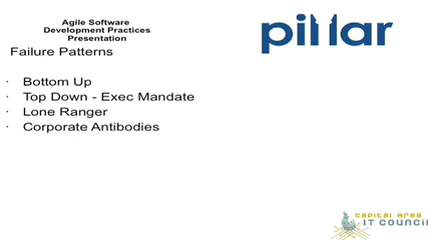 Agile Software
Development Practices
Presentation
pillar
Failure Patterns
· Bottom Up
· Top Down - Exec Mandate
· Lone Ranger
· Corporate Antibodies
CAPITAL AREA
IT COUNCIL